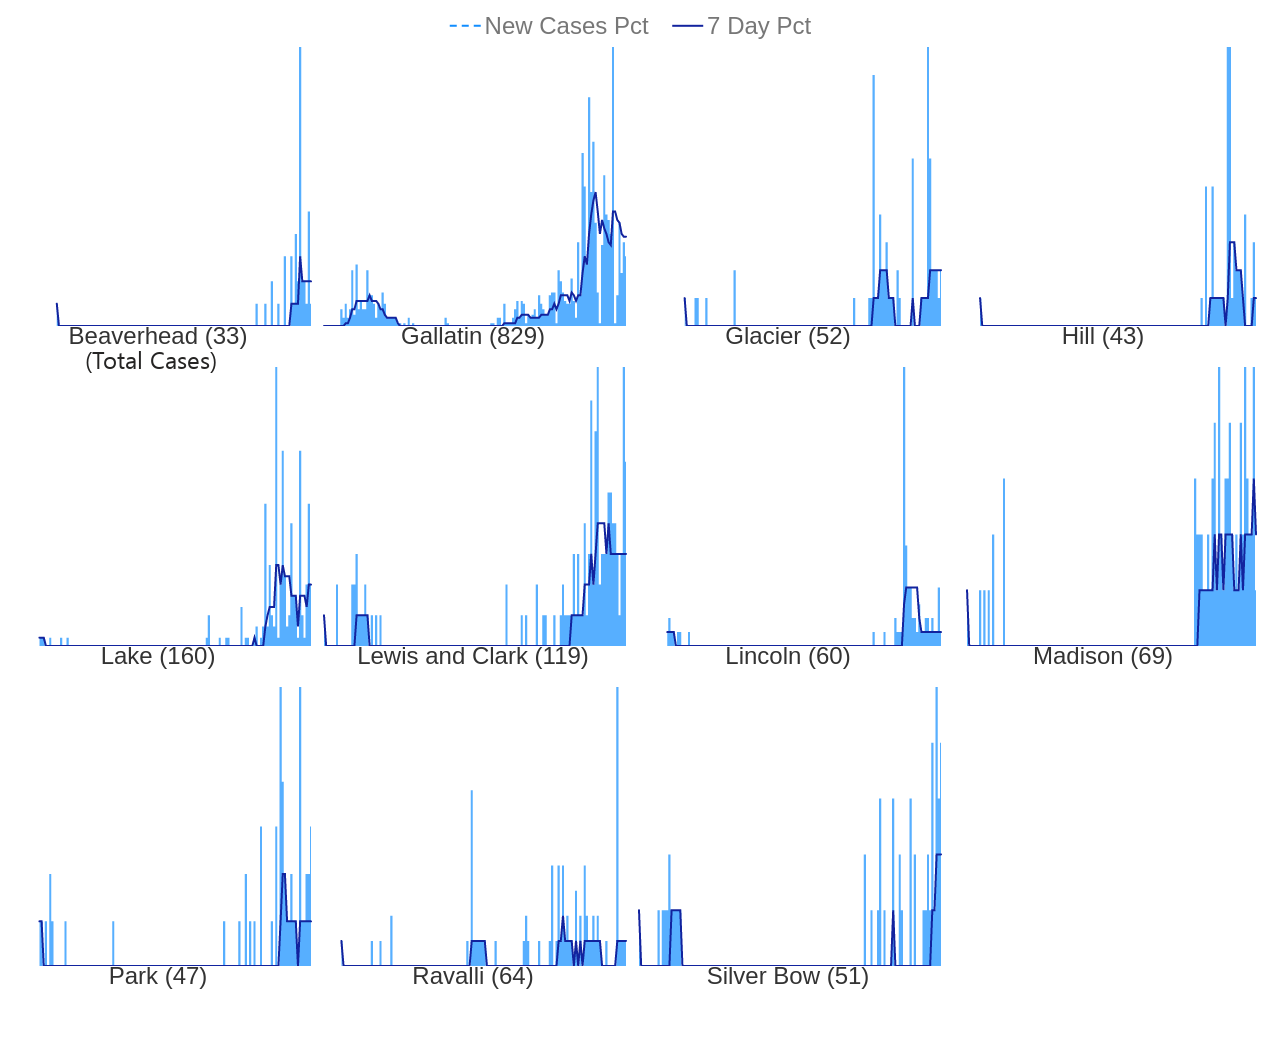 New Cases Pct 7 Day Pct
Beaverhead (33) Gallatin (829) Glacier (52) Hill (43)
(Total Cases)
Lake (160) Lewis and Clark (119) Lincoln (60) Madison (69)
Park (47) Ravalli (64) Silver Bow (51)